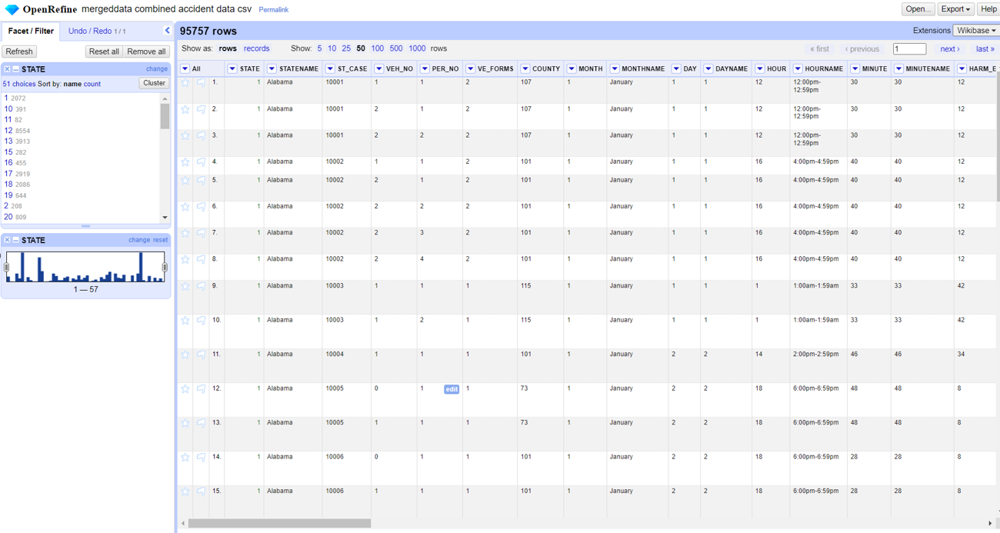 OpenRefine mergeddata combined accident data csv Permalink Open... Export Help
Facet / Filter Undo / Redo 1 / 1
95757 rows Extensions Wikibase
Refresh Reset all Remove all
Show as: rows records Show: 5 10 25 50 100 500 1000 rows « first ‹ previous 1 next › last »
STATE change
51 choices Sort by: name count Cluster
1 2072
10 391
11 82
12 8554
13 3913
15 282
16 455
17 2919
18 2086
19 644
2 208
20 809
STATE change reset
1 — 57
All STATE STATENAME ST_CASE VEH_NO PER_NO VE_FORMS COUNTY MONTH MONTHNAME DAY DAYNAME HOUR HOURNAME MINUTE MINUTENAME HARM_E
1. 1 Alabama 10001 1 1 2 107 1 January 1 1 12 12:00pm- 30 30 12
12:59pm
2. 1 Alabama 10001 2 1 2 107 1 January 1 1 12 12:00pm- 30 30 12
12:59pm
3. 1 Alabama 10001 2 2 2 107 1 January 1 1 12 12:00pm- 30 30 12
12:59pm
4. 1 Alabama 10002 1 1 2 101 1 January 1 1 16 4:00pm-4:59pm 40 40 12
5. 1 Alabama 10002 2 1 2 101 1 January 1 1 16 4:00pm-4:59pm 40 40 12
6. 1 Alabama 10002 2 2 2 101 1 January 1 1 16 4:00pm-4:59pm 40 40 12
7. 1 Alabama 10002 2 3 2 101 1 January 1 1 16 4:00pm-4:59pm 40 40 12
8. 1 Alabama 10002 2 4 2 101 1 January 1 1 16 4:00pm-4:59pm 40 40 12
9. 1 Alabama 10003 1 1 1 115 1 January 1 1 1 1:00am-1:59am 33 33 42
10. 1 Alabama 10003 1 2 1 115 1 January 1 1 1 1:00am-1:59am 33 33 42
11. 1 Alabama 10004 1 1 1 101 1 January 2 2 14 2:00pm-2:59pm 46 46 34
12. 1 Alabama 10005 0 1 edit 1 73 1 January 2 2 18 6:00pm-6:59pm 48 48 8
13. 1 Alabama 10005 1 1 1 73 1 January 2 2 18 6:00pm-6:59pm 48 48 8
14. 1 Alabama 10006 0 1 1 101 1 January 2 2 18 6:00pm-6:59pm 28 28 8
15. 1 Alabama 10006 1 1 1 101 1 January 2 2 18 6:00pm-6:59pm 28 28 8